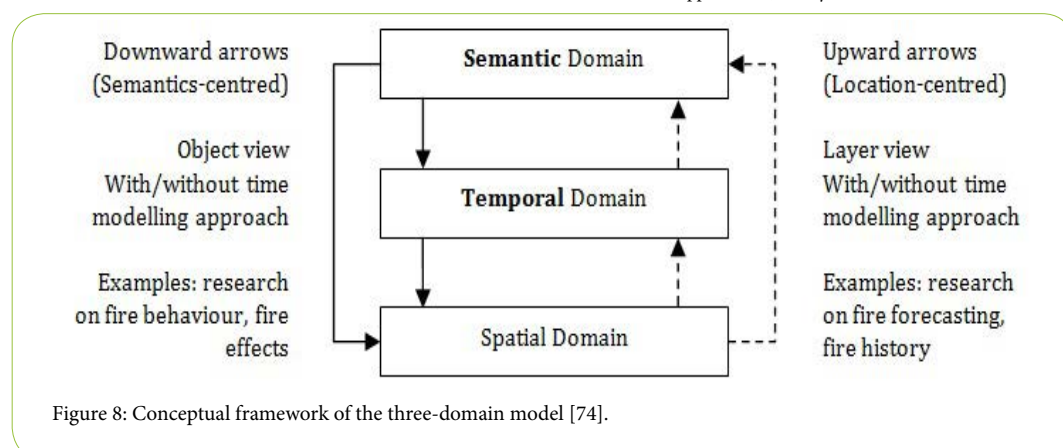 Downward arrows
(Semantics-centred)
Object view
With/without time
modelling approach
Examples: research
on fire behaviour, fire
effects
Semantic Domain
Temporal Domain
Spatial Domain
Upward arrows
(Location-centred)
Layer view
With/without time
modelling approach
Examples: research
on fire forecasting,
fire history
Figure 8: Conceptual framework of the three-domain model [74].